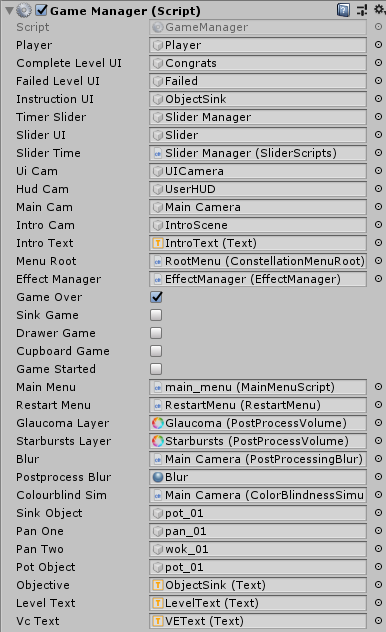 Game Manager (Script)
Script GameManager
Player Player
Complete Level UI Congrats
Failed Level UI Failed
Instruction UI ObjectSink
Timer Slider Slider Manager
Slider UI Slider
Slider Time Slider Manager (SliderScripts)
Ui Cam UICamera
Hud Cam UserHUD
Main Cam Main Camera
Intro Cam IntroScene
Intro Text IntroText (Text)
Menu Root RootMenu (ConstellationMenuRoot)
Effect Manager EffectManager (EffectManager)
Game Over
Sink Game
Drawer Game
Cupboard Game
Game Started
Main Menu main_menu (MainMenuScript)
Restart Menu RestartMenu (RestartMenu)
Glaucoma Layer Glaucoma (PostProcessVolume)
Starbursts Layer Starbursts (PostProcessVolume)
Blur Main Camera (PostProcessingBlur)
Postprocess Blur Blur
Colourblind Sim Main Camera (ColorBlindnessSimu
Sink Object pot_01
Pan One pan_01
Pan Two wok_01
Pot Object pot_01
Objective ObjectSink (Text)
Level Text LevelText (Text)
Vc Text VEText (Text)